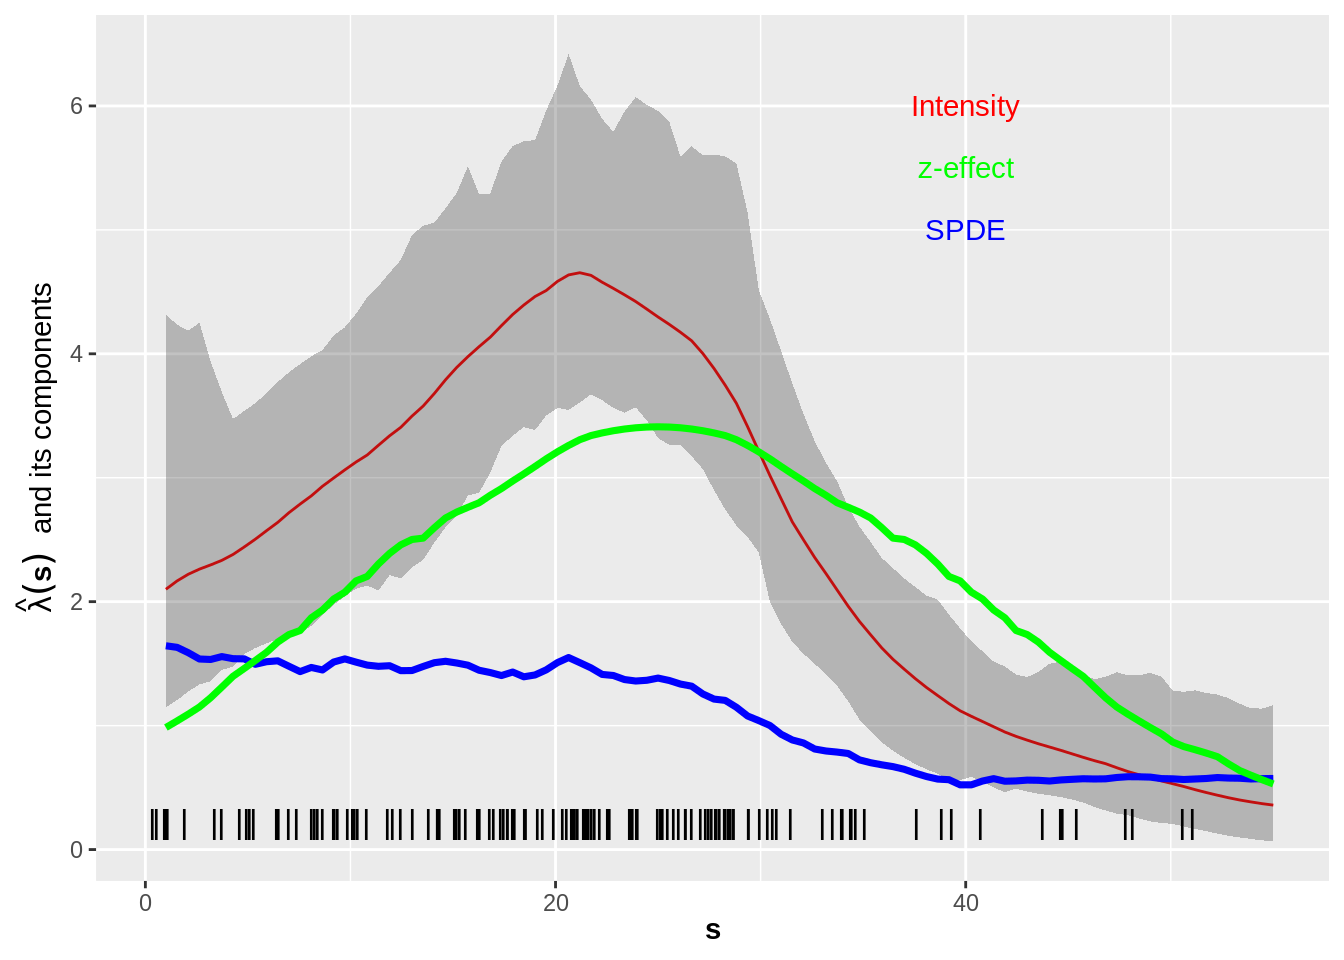 λ̂(s) and its components
6
4
2
0
Intensity
z-effect
SPDE
0 20 40
s